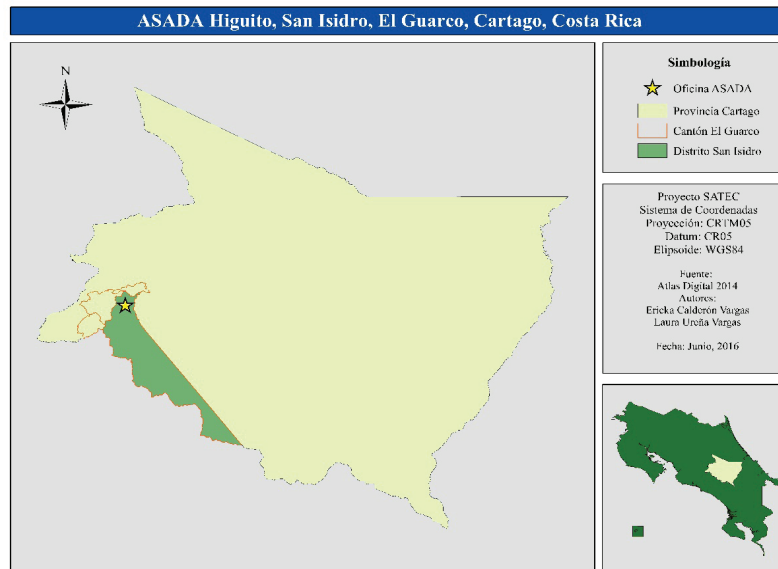 ASADA Higuito, San Isidro, El Guarco, Cartago, Costa Rica
N
Simbología
Oficina ASADA
Provincia Cartago
Cantón El Guarco
Distrito San Isidro
Proyecto SATEC
Sistema de Coordenadas
Proyección: CRTM05
Datum: CR05
Elipsoide: WGS84
Fuente:
Atlas Digital 2014
Autores:
Ericka Calderón Vargas
Laura Ureña Vargas
Fecha: Junio, 2016